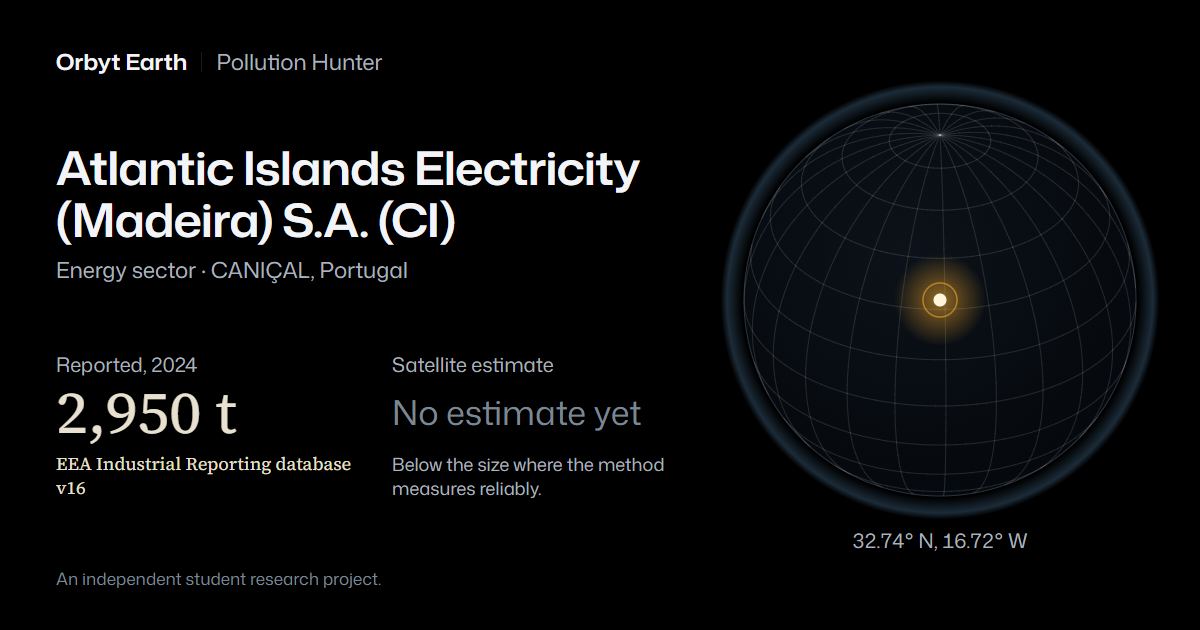 Orbyt Earth | Pollution Hunter
Atlantic Islands Electricity
(Madeira) S.A. (CI)
Energy sector · CANIÇAL, Portugal
Reported, 2024
2,950 t
EEA Industrial Reporting database
v16
Satellite estimate
No estimate yet
Below the size where the method
measures reliably.
32.74° N, 16.72° W
An independent student research project.